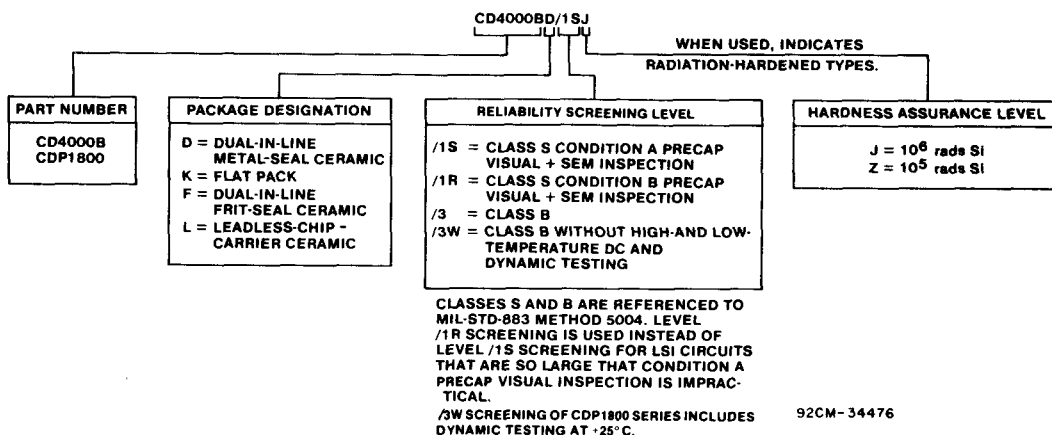 CD4000BD/1SJ
WHEN USED, INDICATES
RADIATION-HARDENED TYPES.
PART NUMBER
CD4000B
CDP1800
PACKAGE DESIGNATION
D = DUAL-IN-LINE
METAL-SEAL CERAMIC
K = FLAT PACK
F = DUAL-IN-LINE
FRIT-SEAL CERAMIC
L = LEADLESS-CHIP-
CARRIER CERAMIC
RELIABILITY SCREENING LEVEL
/1S = CLASS S CONDITION A PRECAP
VISUAL + SEM INSPECTION
/1R = CLASS S CONDITION B PRECAP
VISUAL + SEM INSPECTION
/3 = CLASS B
/3W = CLASS B WITHOUT HIGH-AND LOW-
TEMPERATURE DC AND
DYNAMIC TESTING
HARDNESS ASSURANCE LEVEL
J = 10⁶ rads Si
Z = 10⁵ rads Si
CLASSES S AND B ARE REFERENCED TO
MIL-STD-883 METHOD 5004. LEVEL
/1R SCREENING IS USED INSTEAD OF
LEVEL /1S SCREENING FOR LSI CIRCUITS
THAT ARE SO LARGE THAT CONDITION A
PRECAP VISUAL INSPECTION IS IMPRAC-
TICAL.
/3W SCREENING OF CDP1800 SERIES INCLUDES
DYNAMIC TESTING AT +25°C.
92CM-34476